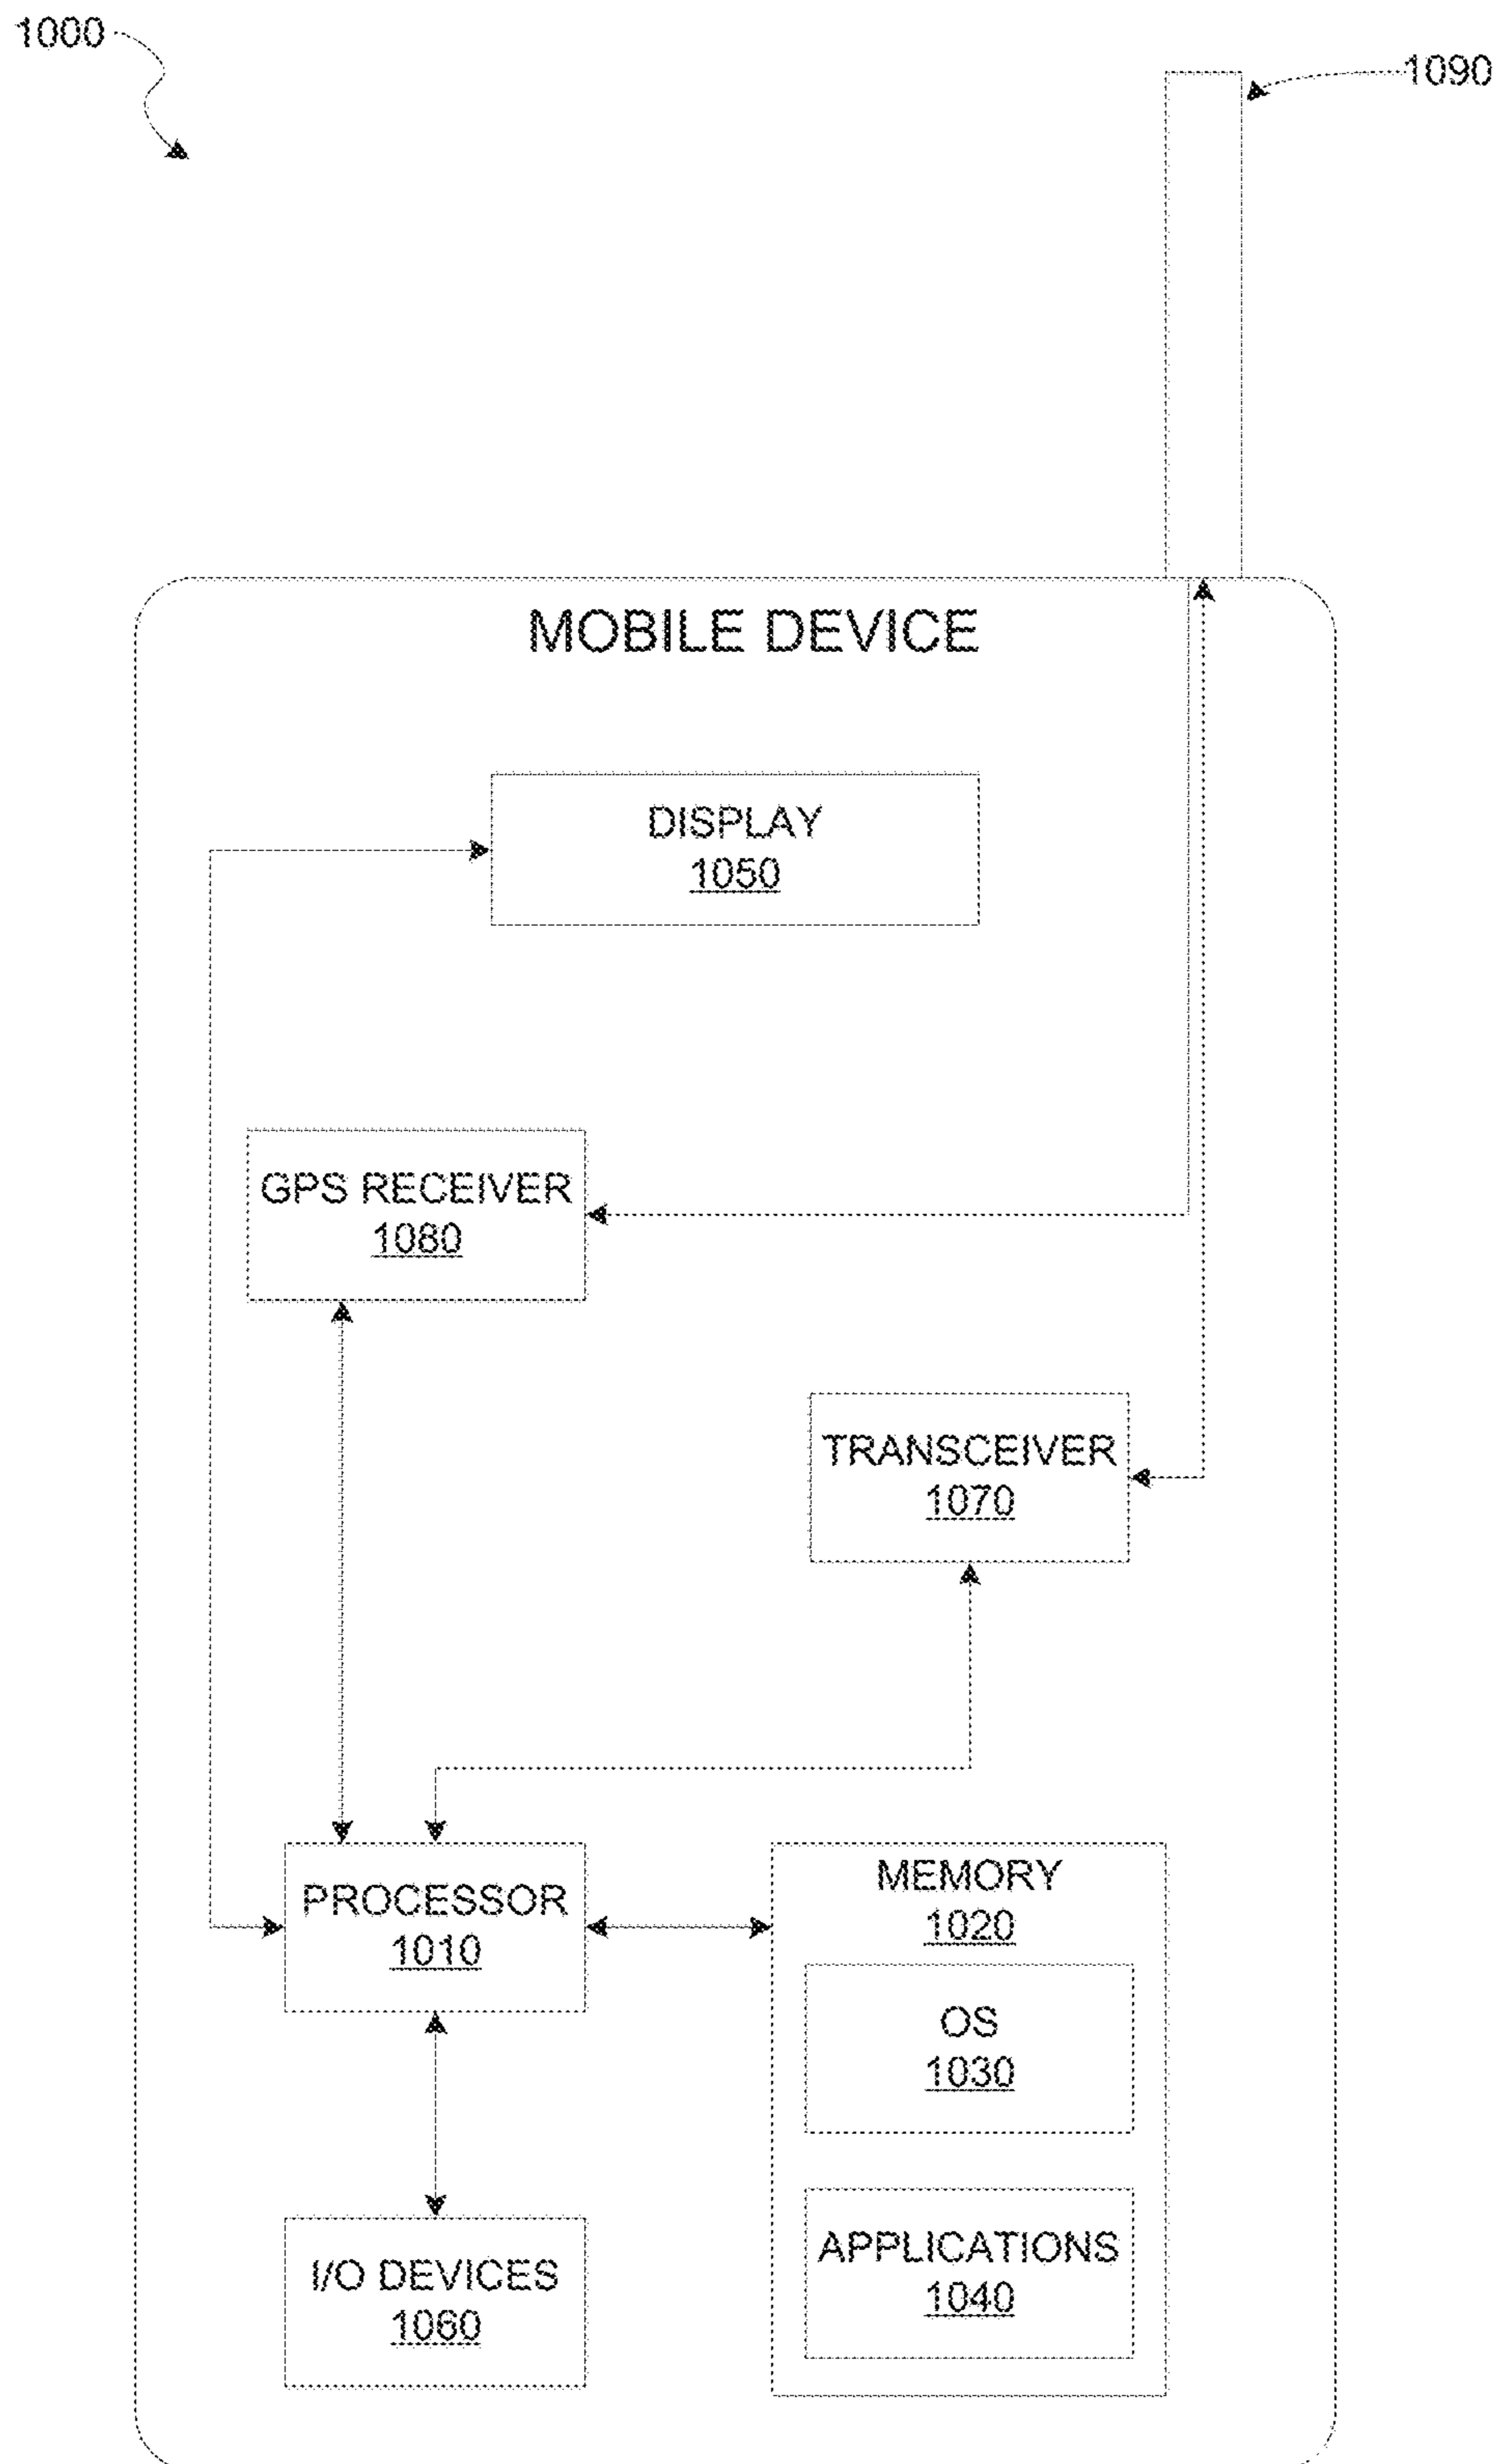 1000
1090
MOBILE DEVICE
DISPLAY
1050
GPS RECEIVER
1080
TRANSCEIVER
1070
PROCESSOR
1010
MEMORY
1020
OS
1030
APPLICATIONS
1040
I/O DEVICES
1060